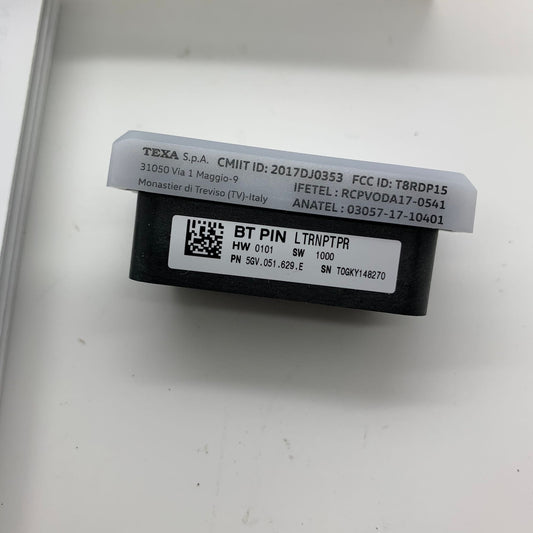 TEXA S.p.A. CMIIT ID: 2017DJ0353 FCC ID: T8RDP15
31050 Via 1 Maggio-9 IFETEL : RCPVODA17-0541
Monastier di Treviso (TV)-Italy ANATEL : 03057-17-10401
BT PIN LTRNPTPR
HW 0101 SW 1000
PN 5GV.051.629.E SN TOGKY148270